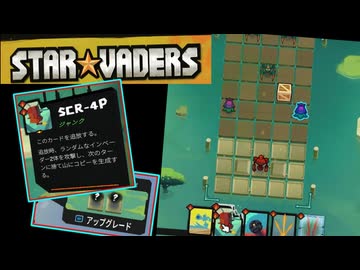 STAR★VADERS
SCR-4P
ジャンク
このカードを追放する。
追放時、ランダムなインベー
ダー2体を攻撃し、次のター
ンに捨て山にコピーを生成す
る。
? ?
アップグレード